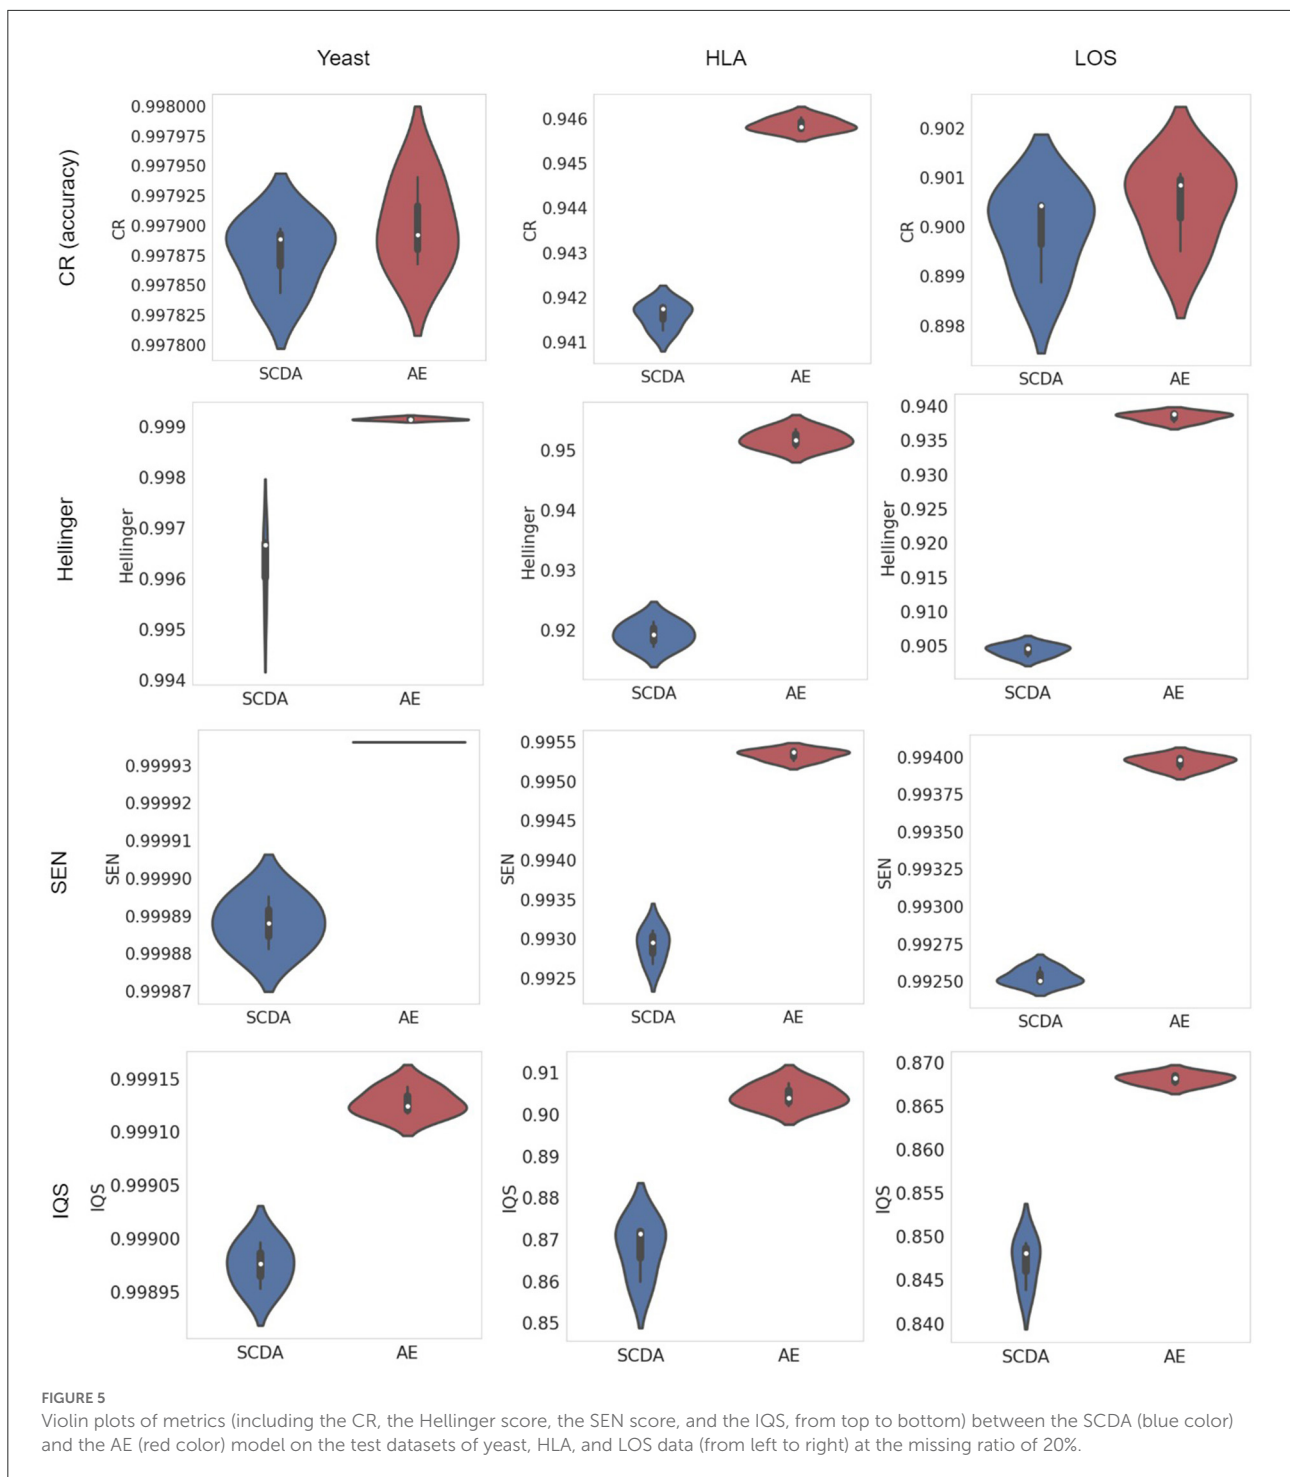 Yeast HLA LOS
CR (accuracy)
CR
0.998000
0.997975
0.997950
0.997925
0.997900
0.997875
0.997850
0.997825
0.997800
SCDA AE
CR
0.946
0.945
0.944
0.943
0.942
0.941
SCDA AE
CR
0.902
0.901
0.900
0.899
0.898
SCDA AE
Hellinger
Hellinger
0.999
0.998
0.997
0.996
0.995
0.994
SCDA AE
Hellinger
0.95
0.94
0.93
0.92
SCDA AE
Hellinger
0.940
0.935
0.930
0.925
0.920
0.915
0.910
0.905
SCDA AE
SEN
SEN
0.99993
0.99992
0.99991
0.99990
0.99989
0.99988
0.99987
SCDA AE
SEN
0.9955
0.9950
0.9945
0.9940
0.9935
0.9930
0.9925
SCDA AE
SEN
0.99400
0.99375
0.99350
0.99325
0.99300
0.99275
0.99250
SCDA AE
IQS
IQS
0.99915
0.99910
0.99905
0.99900
0.99895
SCDA AE
IQS
0.91
0.90
0.89
0.88
0.87
0.86
0.85
SCDA AE
IQS
0.870
0.865
0.860
0.855
0.850
0.845
0.840
SCDA AE
FIGURE 5
Violin plots of metrics (including the CR, the Hellinger score, the SEN score, and the IQS, from top to bottom) between the SCDA (blue color)
and the AE (red color) model on the test datasets of yeast, HLA, and LOS data (from left to right) at the missing ratio of 20%.